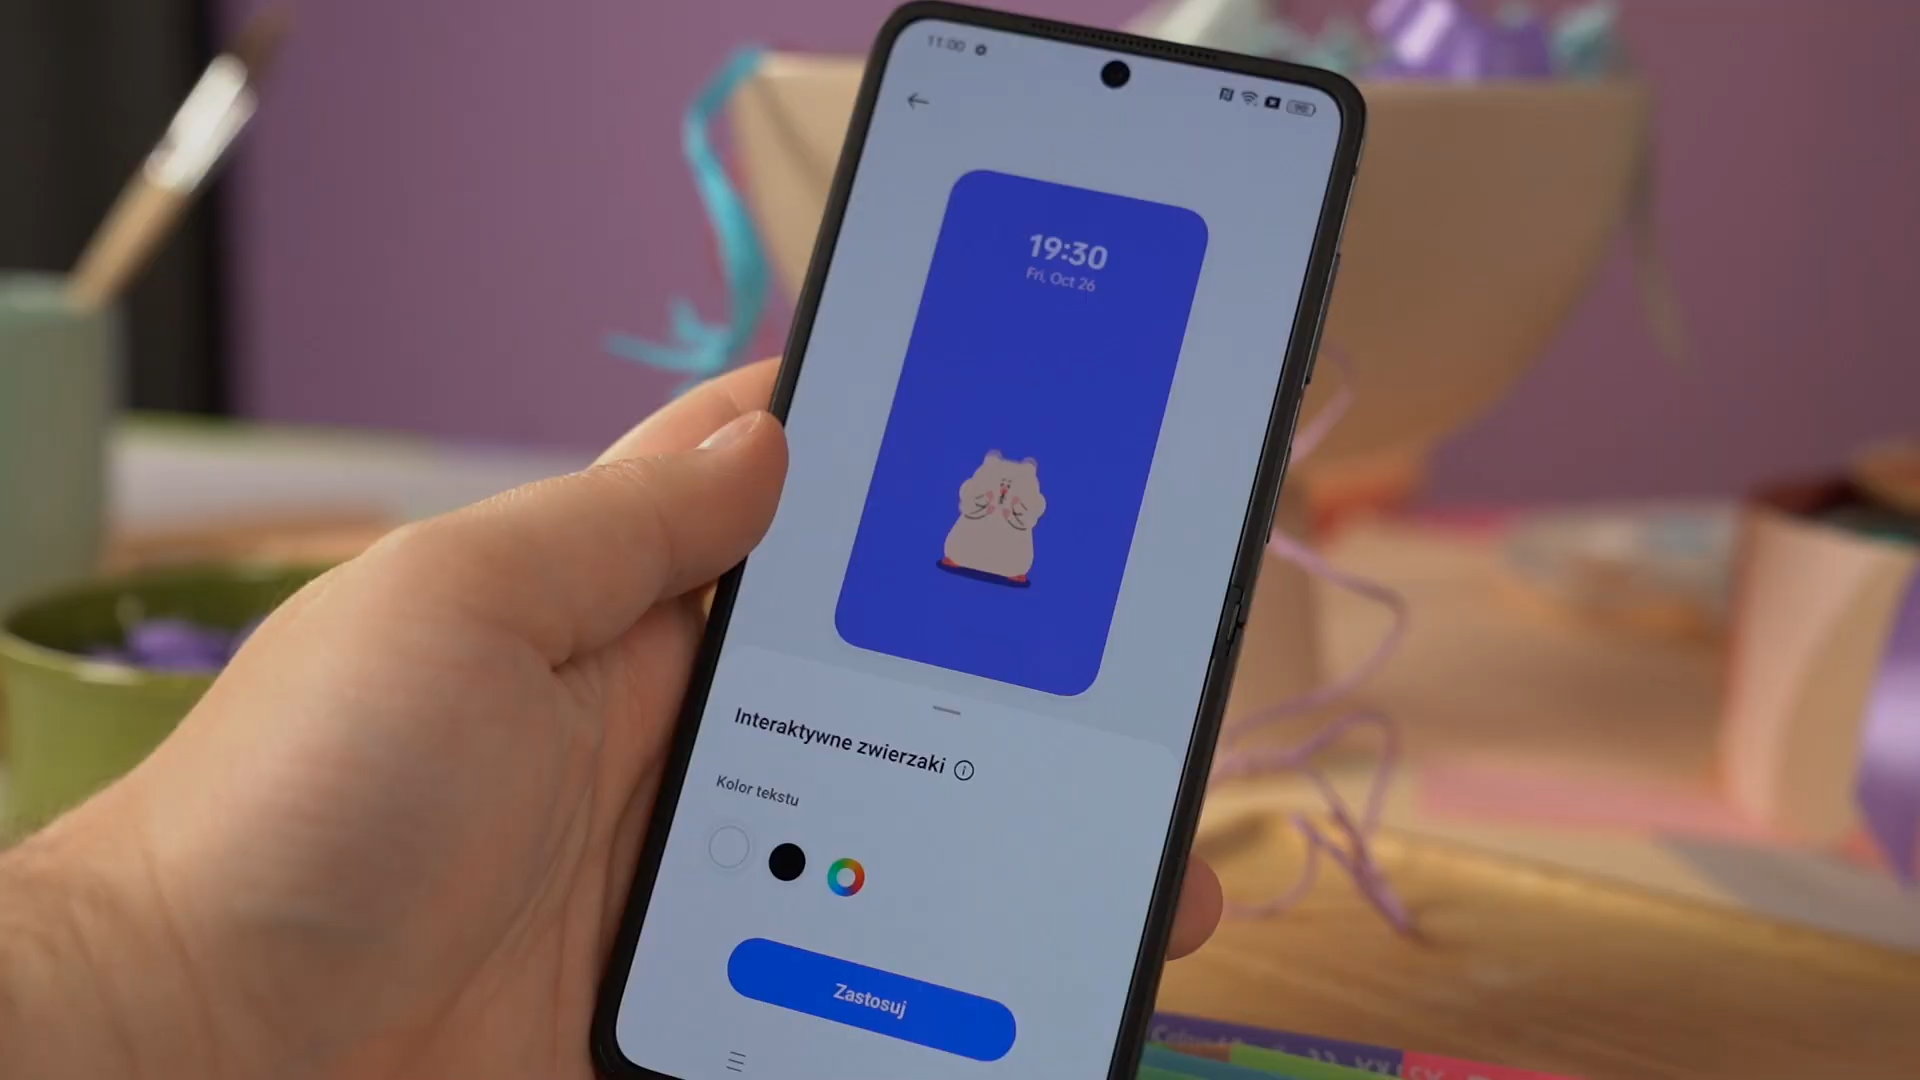 11:00
19:30
Fri, Oct 26
Interaktywne zwierzaki
Kolor tekstu
Zastosuj